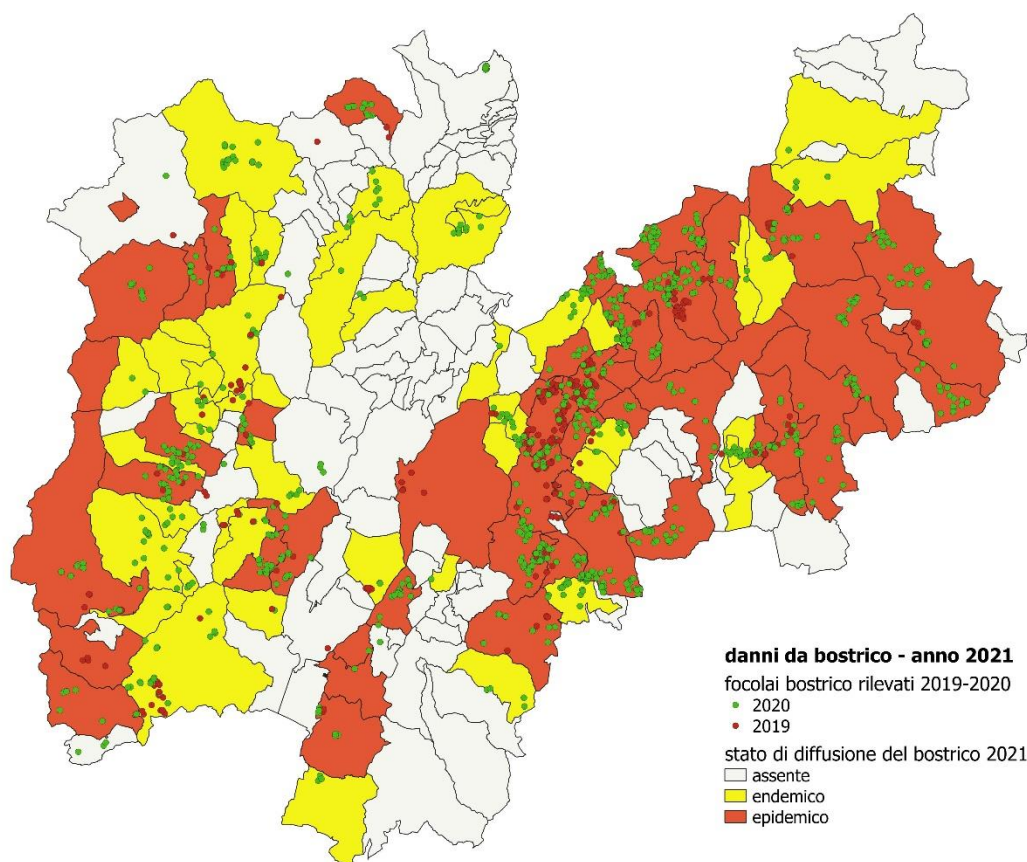 danni da bostrico - anno 2021
focolai bostrico rilevati 2019-2020
2020
2019
stato di diffusione del bostrico 2021
assente
endemico
epidemico